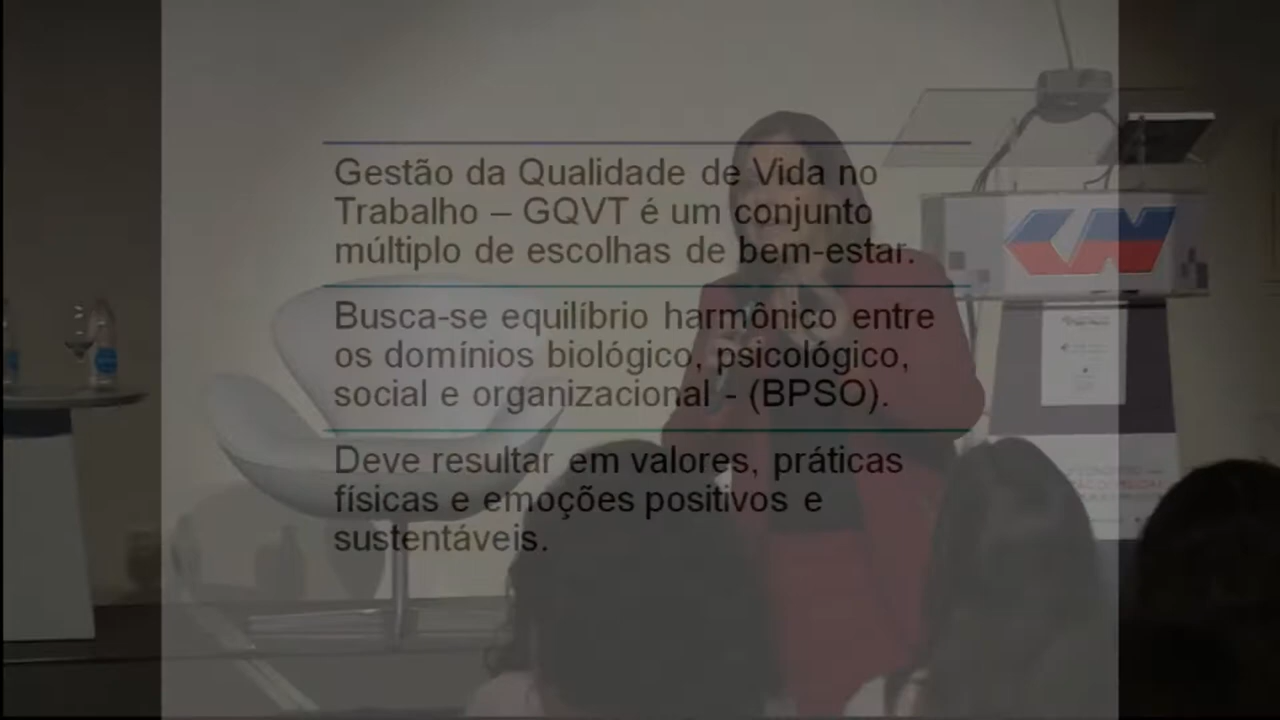 Gestão da Qualidade de Vida no
Trabalho – GQVT é um conjunto
múltiplo de escolhas de bem-estar.
Busca-se equilíbrio harmônico entre
os domínios biológico, psicológico,
social e organizacional - (BPSO).
Deve resultar em valores, práticas
físicas e emoções positivos e
sustentáveis.